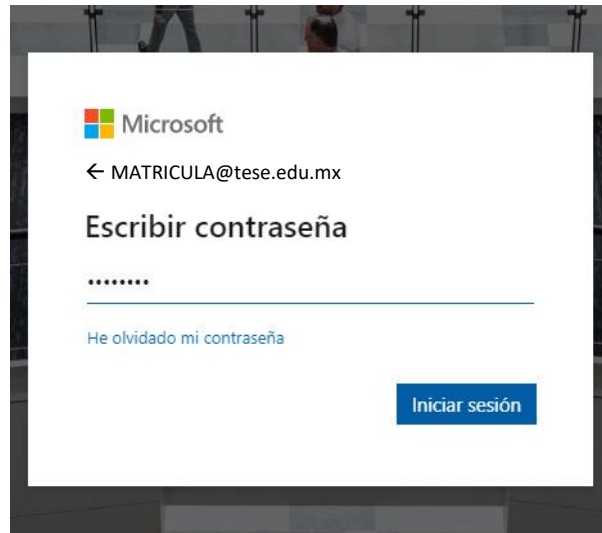 Microsoft
← MATRICULA@tese.edu.mx
Escribir contraseña
••••••••
He olvidado mi contraseña
Iniciar sesión